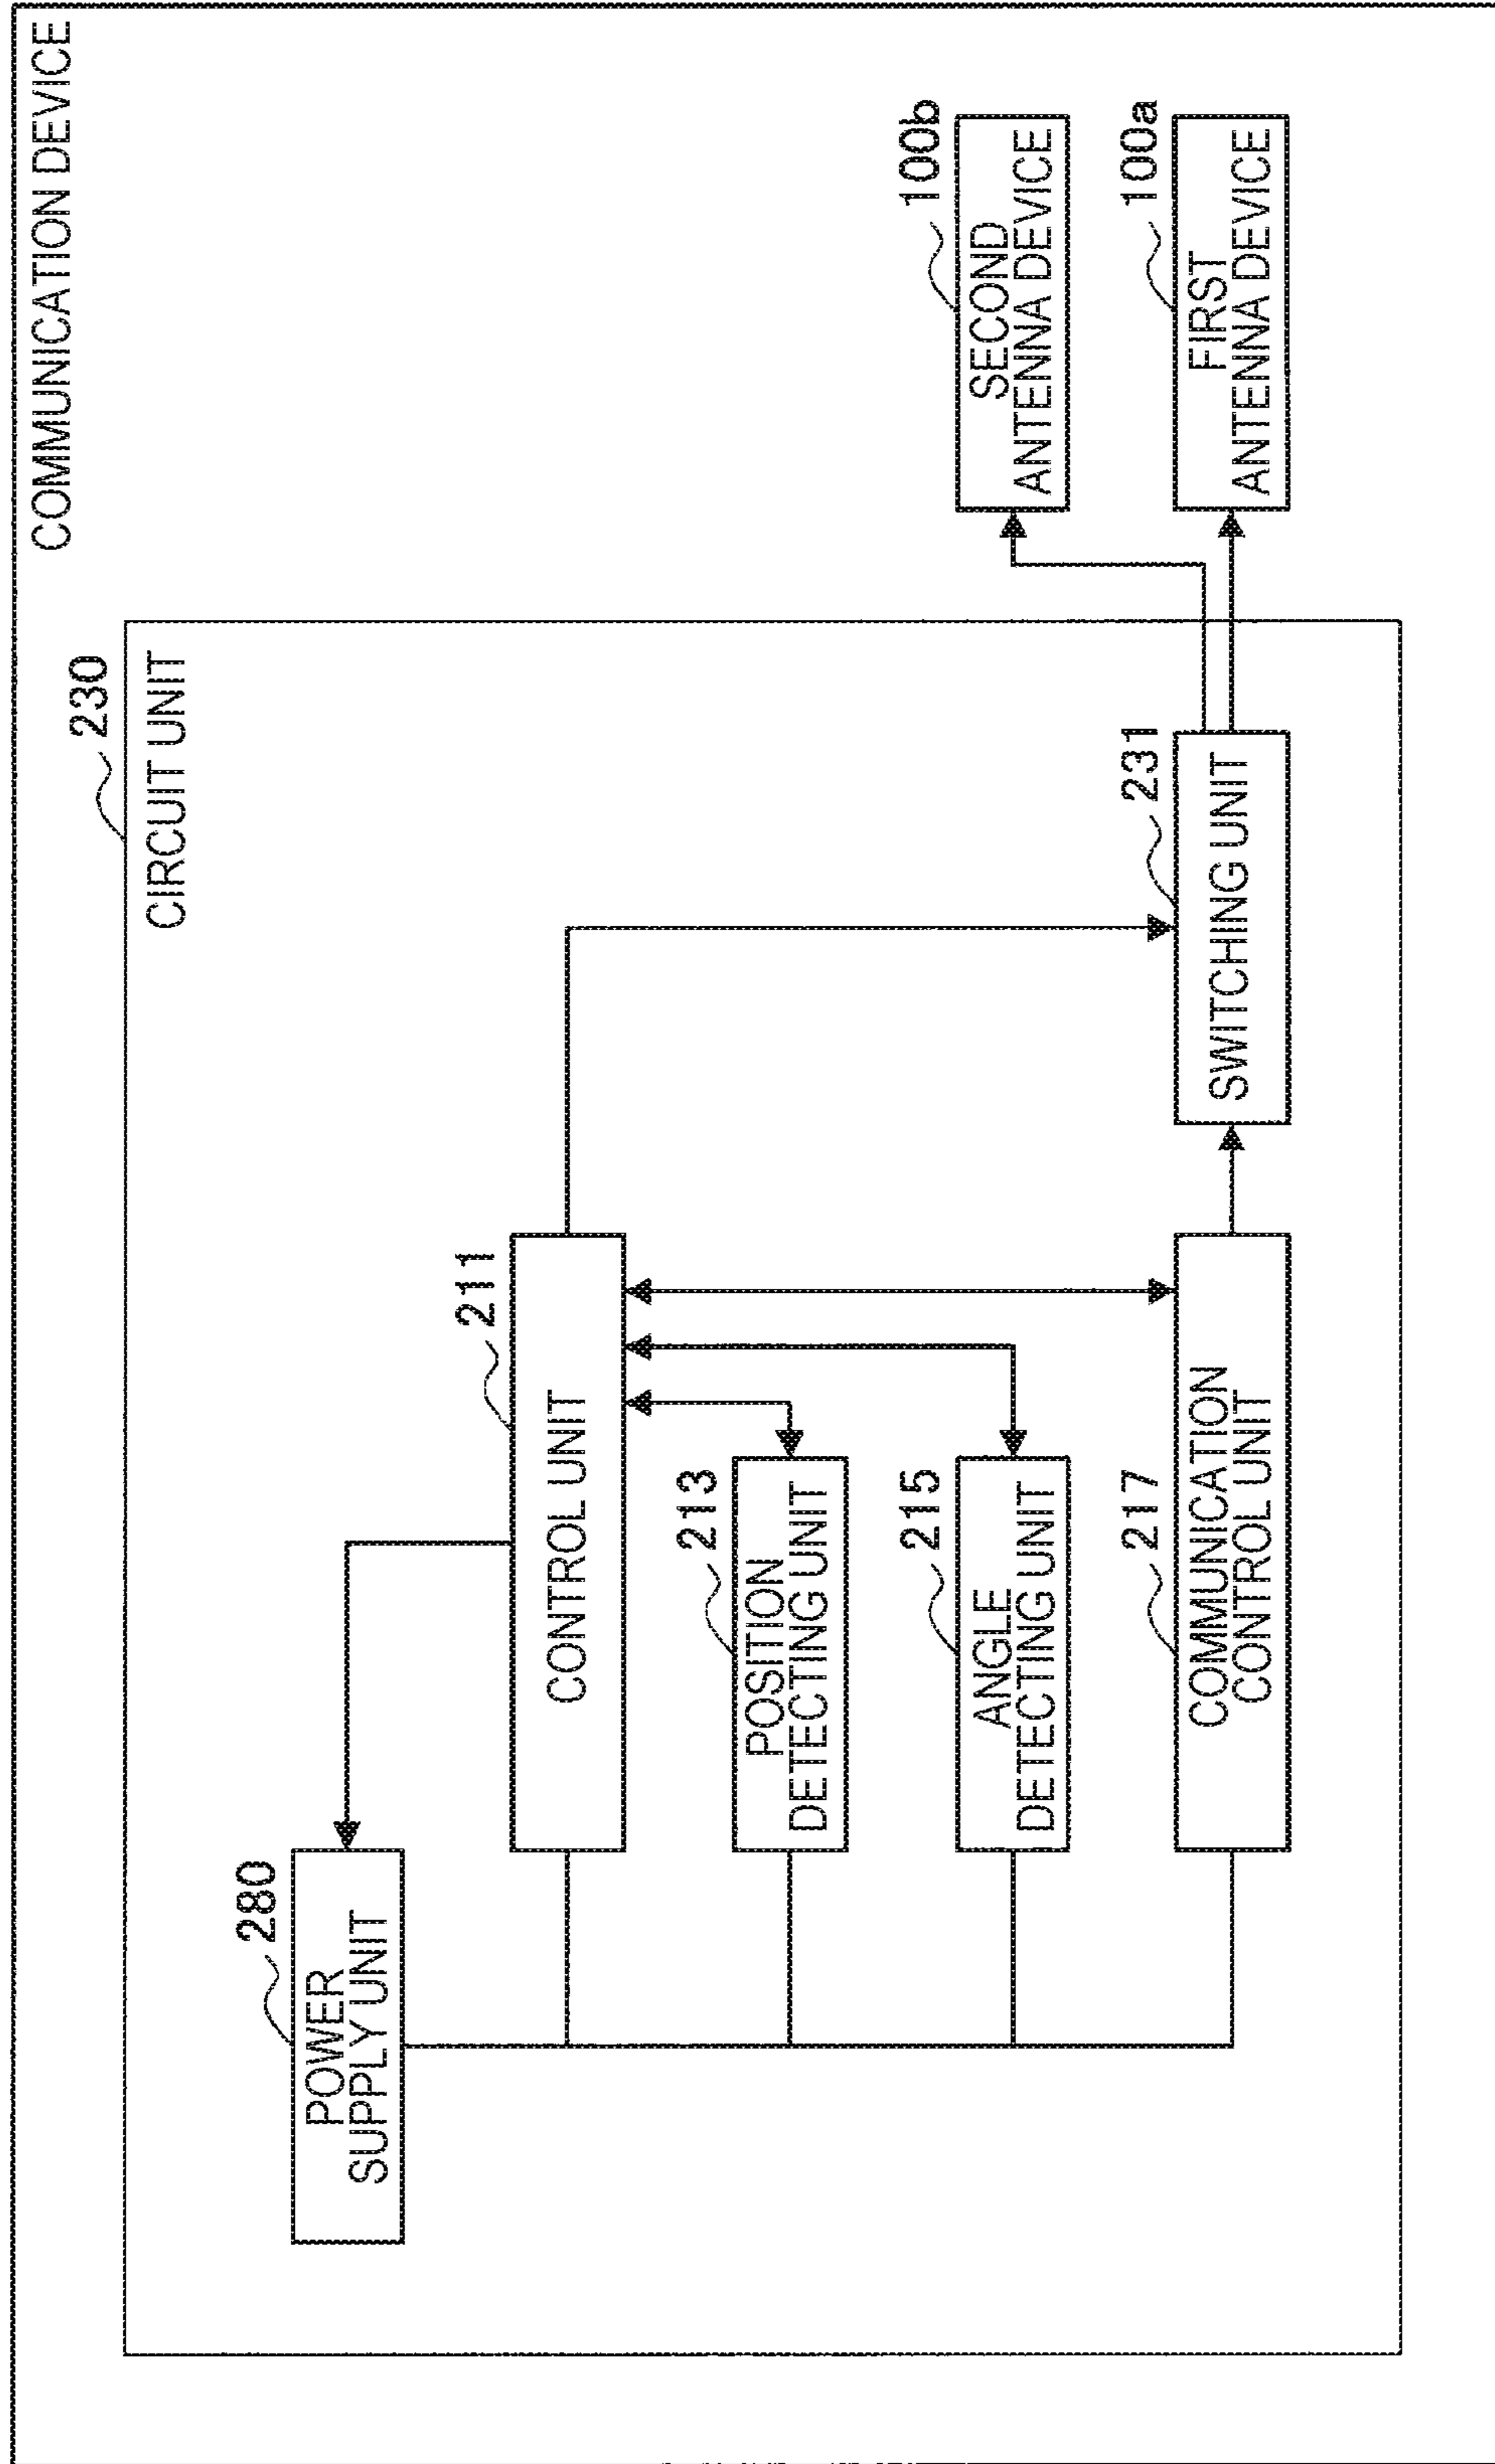 COMMUNICATION DEVICE
230
CIRCUIT UNIT
280
POWER
SUPPLY UNIT
211
CONTROL UNIT
213
POSITION
DETECTING UNIT
215
ANGLE
DETECTING UNIT
100b
SECOND
ANTENNA DEVICE
217
COMMUNICATION
CONTROL UNIT
231
SWITCHING UNIT
100a
FIRST
ANTENNA DEVICE